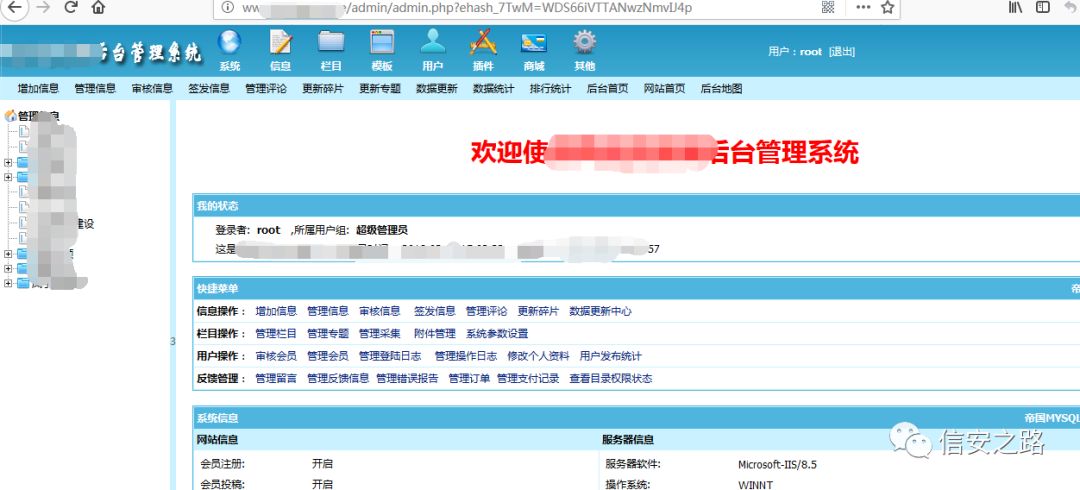 www. e/admin/admin.php?ehash_7TwM=WDS66iVTTANwzNmvIJ4p
台管理系统
系统 信息 栏目 模板 用户 插件 商城 其他
用户：root [退出]
增加信息 管理信息 审核信息 签发信息 管理评论 更新碎片 更新专题 数据更新 数据统计 排行统计 后台首页 网站首页 后台地图
管理信息
建设
欢迎使 后台管理系统
我的状态
登录者: root ,所属用户组: 超级管理员
这是 57
快捷菜单 帝
信息操作： 增加信息 管理信息 审核信息 签发信息 管理评论 更新碎片 数据更新中心
栏目操作： 管理栏目 管理专题 管理采集 附件管理 系统参数设置
3
用户操作： 审核会员 管理会员 管理登陆日志 管理操作日志 修改个人资料 用户发布统计
反馈管理： 管理留言 管理反馈信息 管理错误报告 管理订单 管理支付记录 查看目录权限状态
系统信息 帝国MYSQL
网站信息 服务器信息
会员注册: 开启 服务器软件: Microsoft-IIS/8.5
会员投稿: 开启 操作系统: WINNT
信安之路